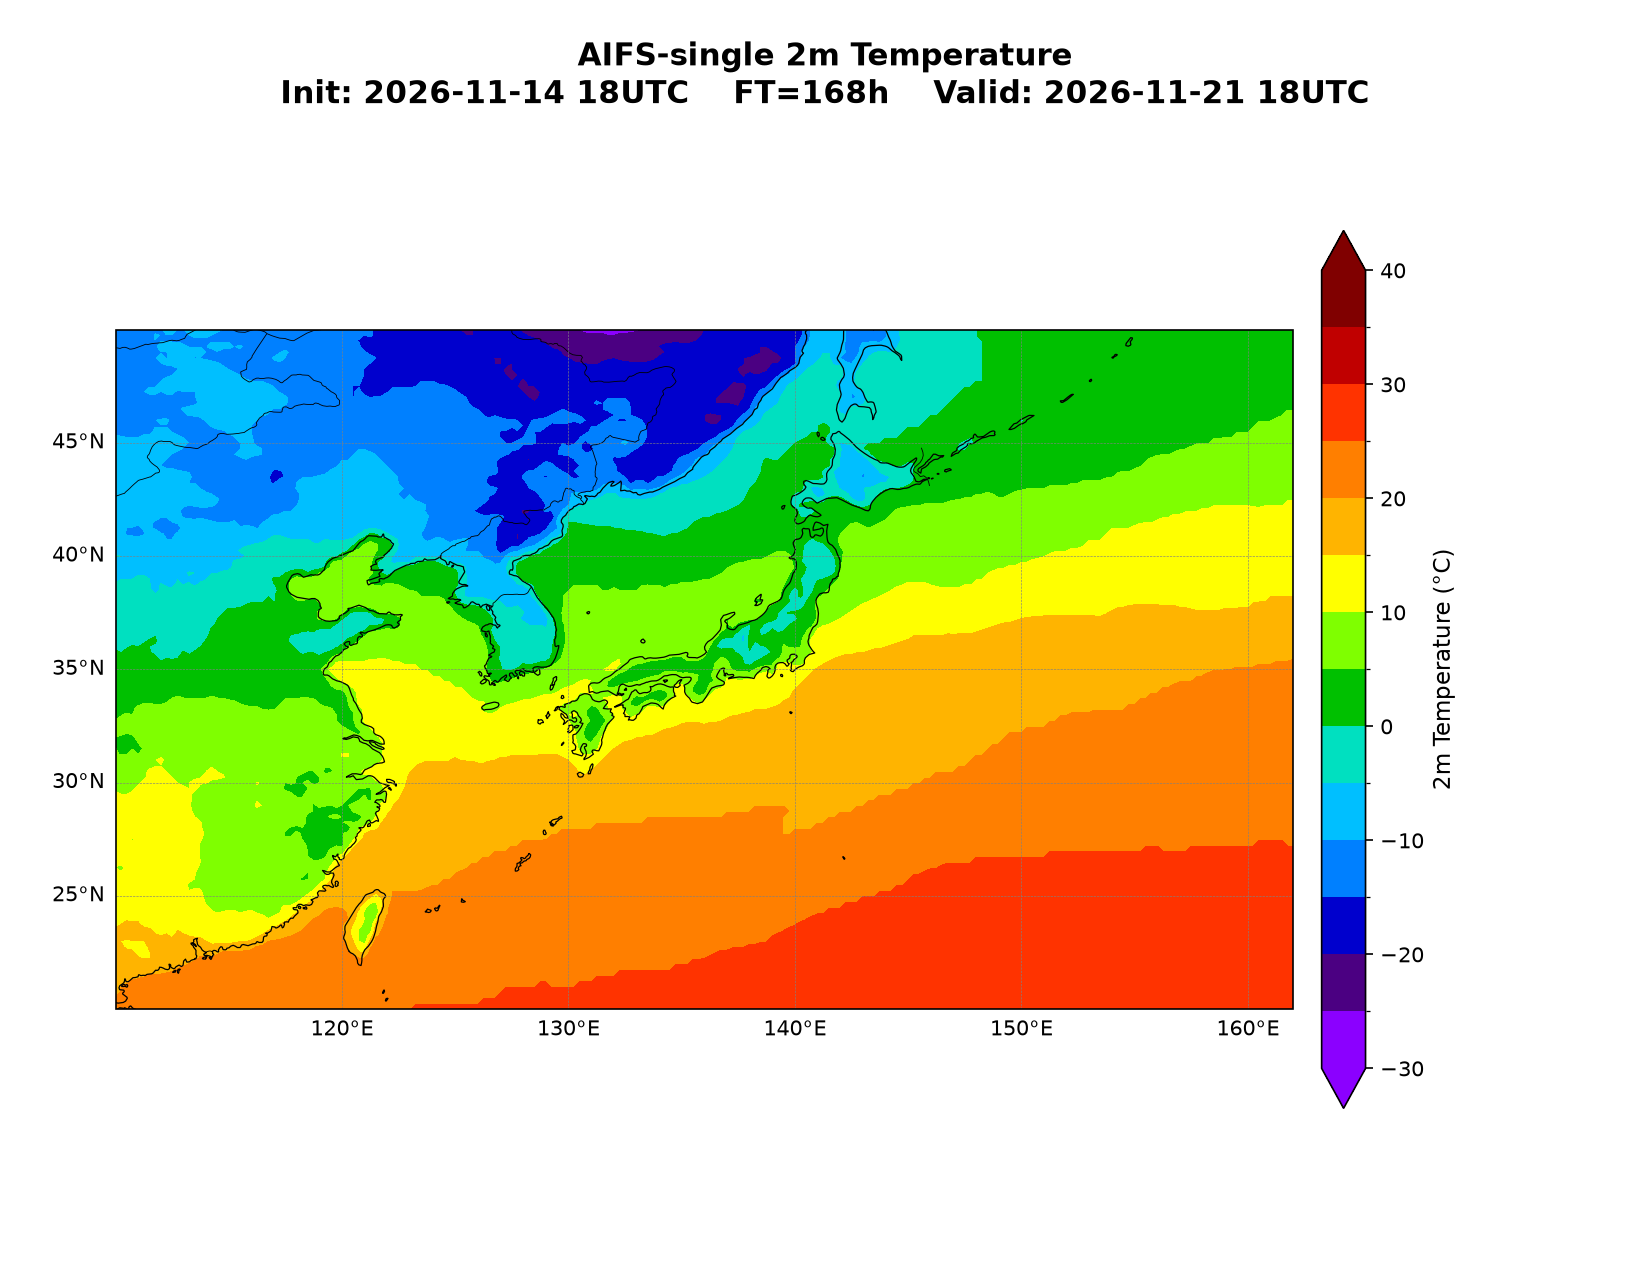 AIFS-single 2m Temperature
Init: 2026-11-14 18UTC    FT=168h    Valid: 2026-11-21 18UTC
45°N
40°N
35°N
30°N
25°N
120°E
130°E
140°E
150°E
160°E
40
30
20
10
0
−10
−20
−30
2m Temperature (°C)